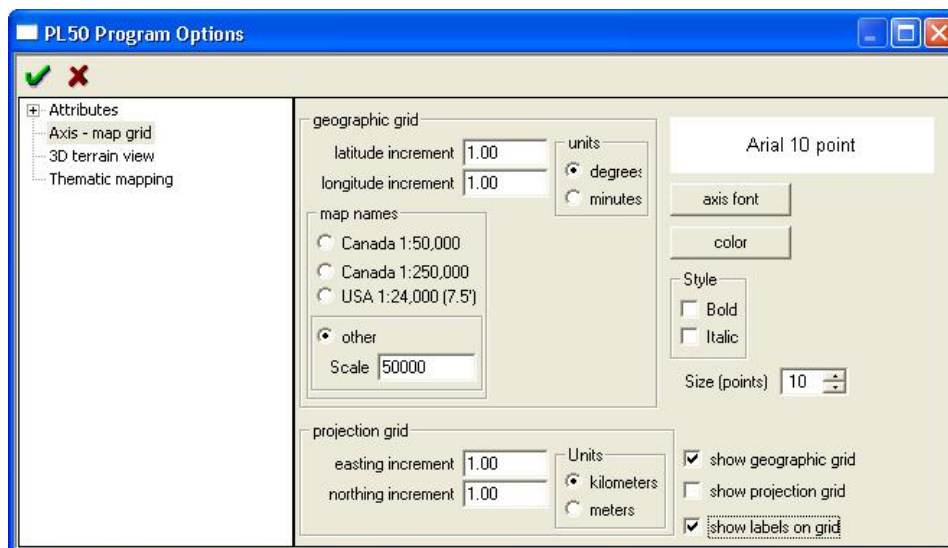 PL50 Program Options
Attributes
Axis - map grid
3D terrain view
Thematic mapping
geographic grid
latitude increment 1.00
longitude increment 1.00
units
degrees
minutes
map names
Canada 1:50,000
Canada 1:250,000
USA 1:24,000 (7.5')
other
Scale 50000
Arial 10 point
axis font
color
Style
Bold
Italic
Size (points) 10
projection grid
easting increment 1.00
northing increment 1.00
Units
kilometers
meters
show geographic grid
show projection grid
show labels on grid